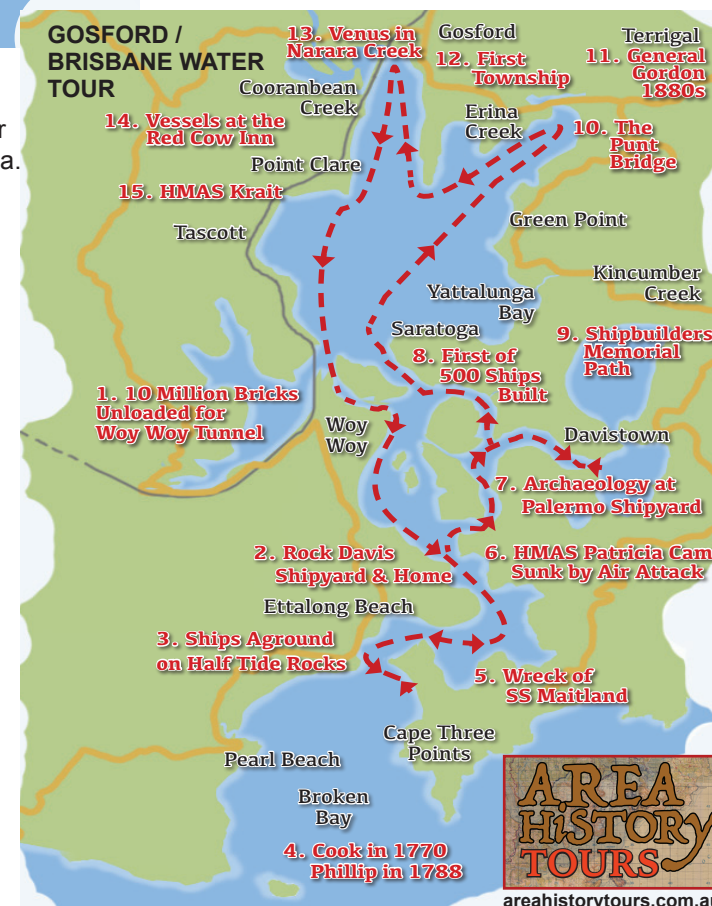 GOSFORD /
BRISBANE WATER
TOUR
r
a.
13. Venus in
Narara Creek
Gosford
12. First
Township
Terrigal
11. General
Gordon
1880s
Cooranbean
Creek
14. Vessels at the
Red Cow Inn
Erina
Creek
10. The
Punt
Bridge
Point Clare
15. HMAS Krait
Tascott
Green Point
Kincumber
Creek
Yattalunga
Bay
Saratoga
8. First of
500 Ships
Built
9. Shipbuilders
Memorial
Path
1. 10 Million Bricks
Unloaded for
Woy Woy Tunnel
Woy
Woy
Davistown
7. Archaeology at
Palermo Shipyard
2. Rock Davis
Shipyard & Home
6. HMAS Patricia Cam
Sunk by Air Attack
Ettalong Beach
3. Ships Aground
on Half Tide Rocks
5. Wreck of
SS Maitland
Cape Three
Points
Pearl Beach
Broken
Bay
4. Cook in 1770
Phillip in 1788
AREA
HiSTORy
TOURS
areahistorytours.com.au